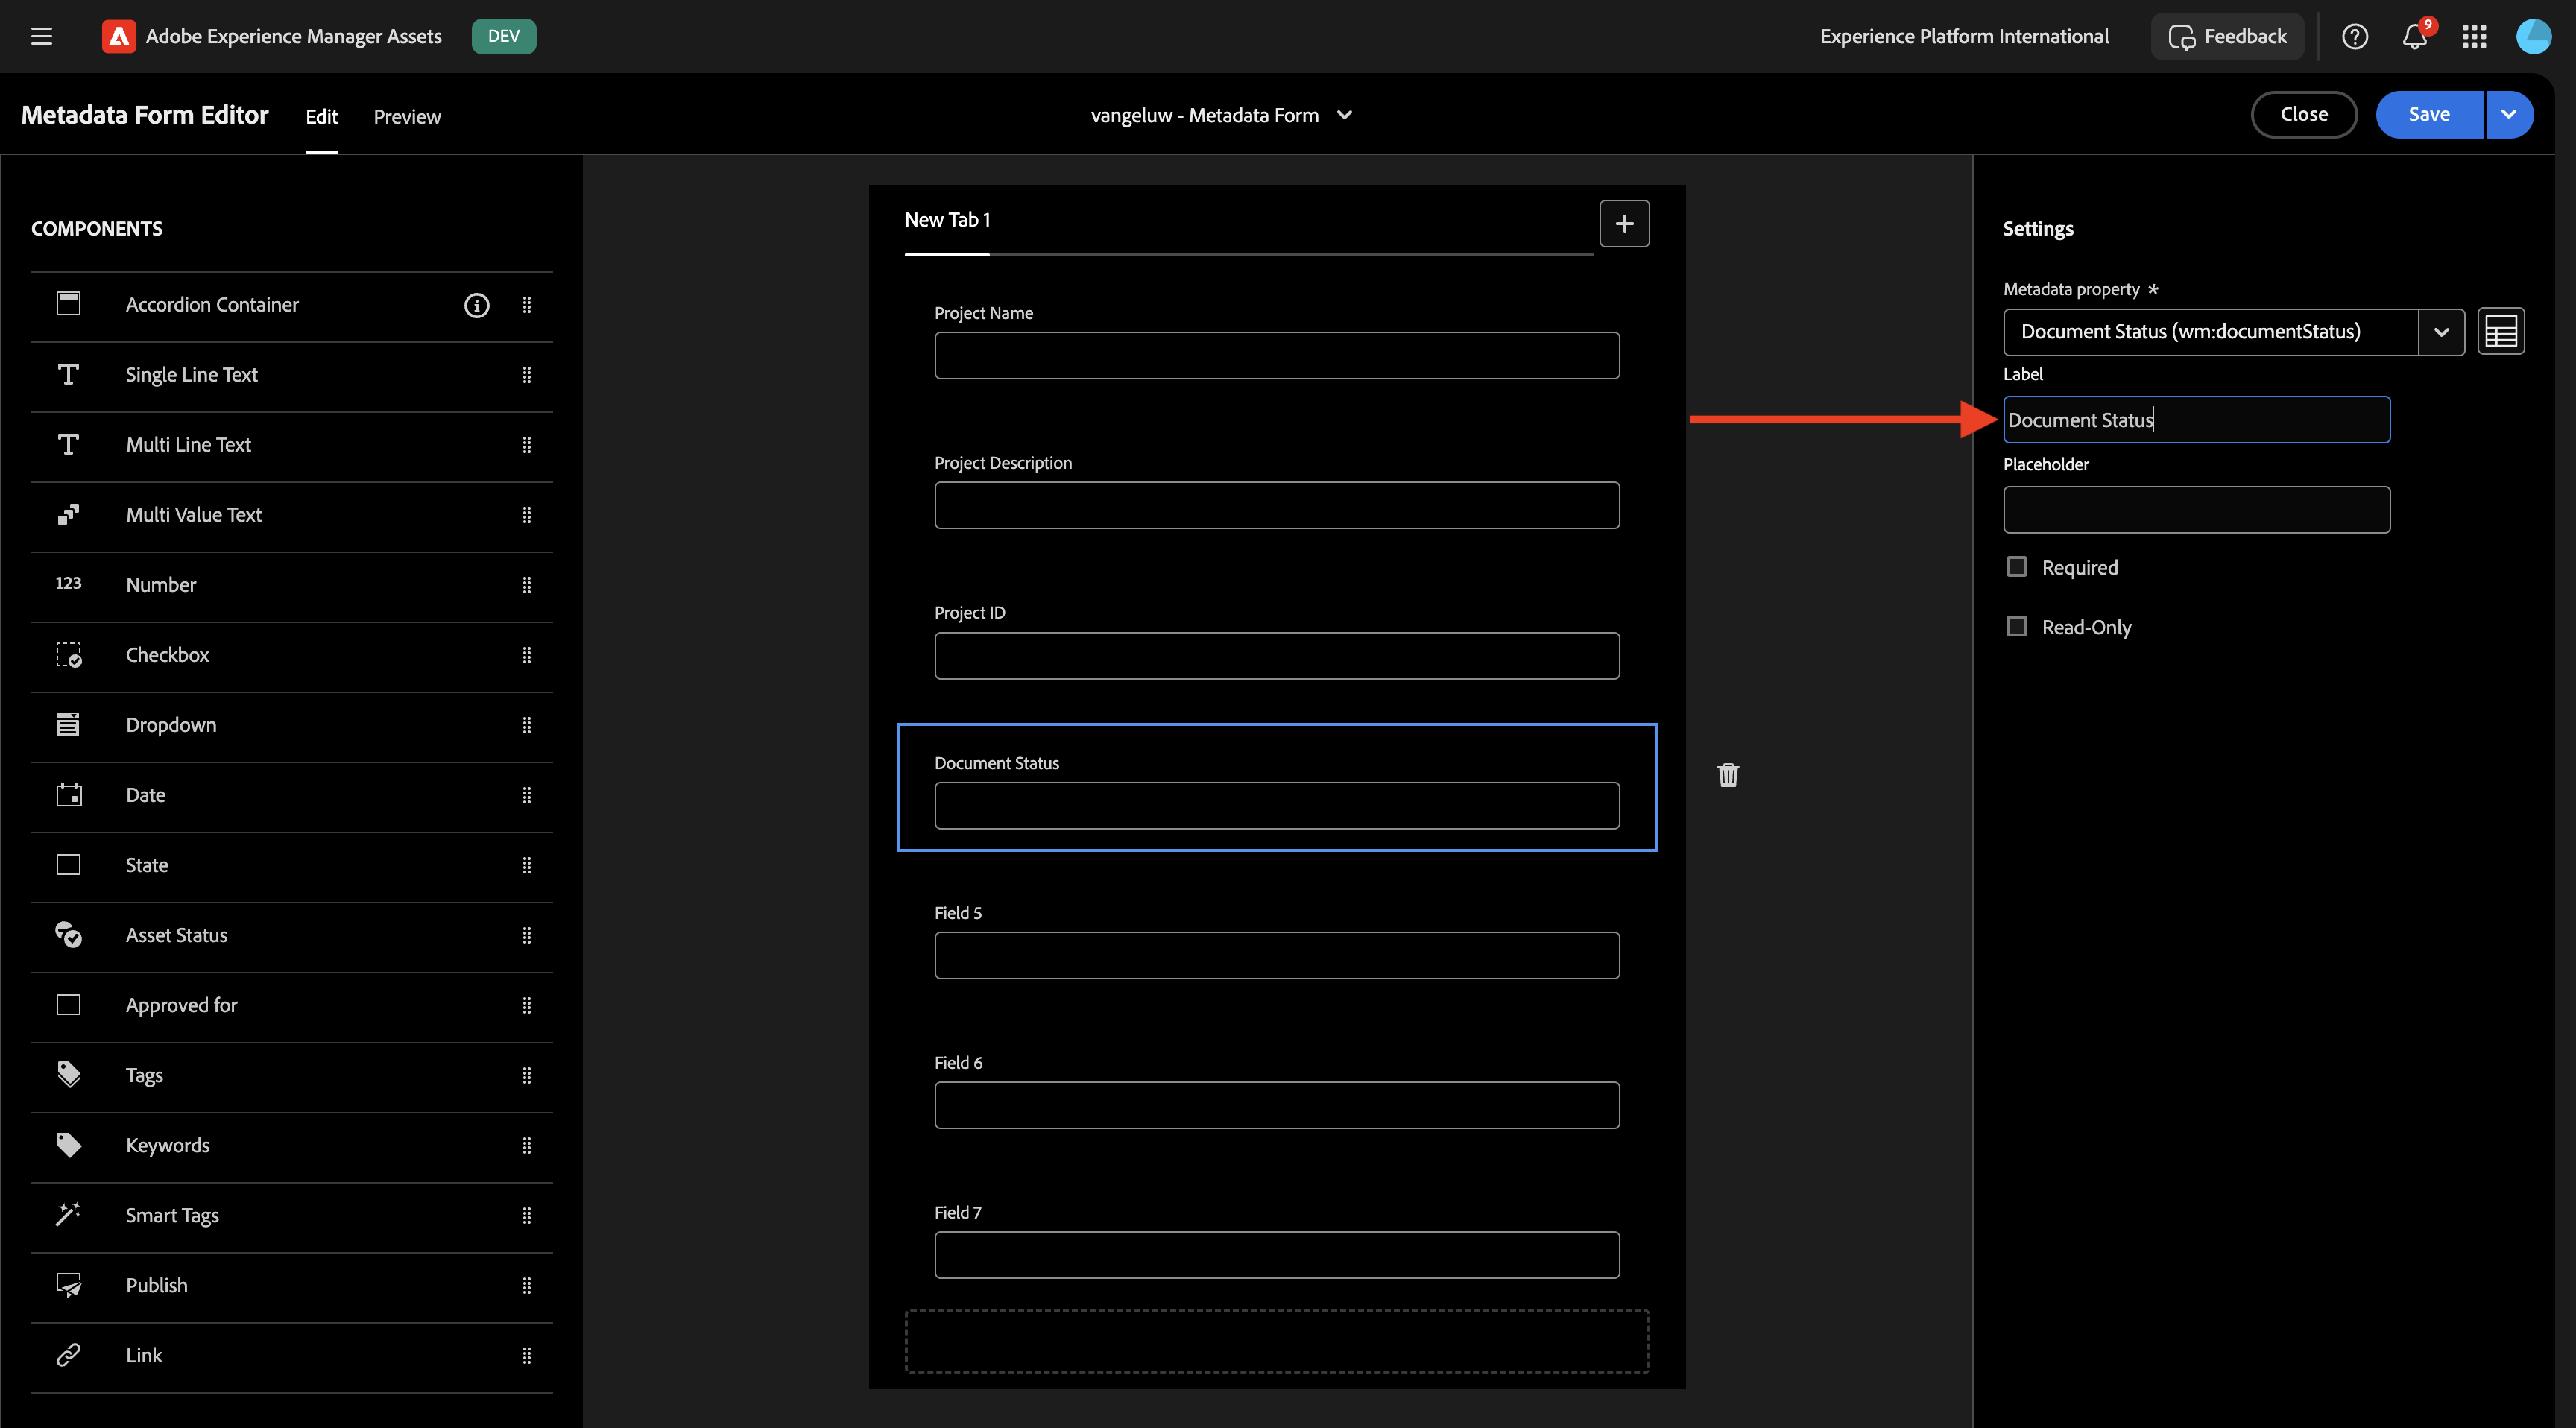 Adobe Experience Manager Assets
DEV
Experience Platform International
Feedback
9
Metadata Form Editor
Edit
Preview
vangeluw - Metadata Form
Close
Save
COMPONENTS
Accordion Container
Single Line Text
Multi Line Text
Multi Value Text
123
Number
Checkbox
Dropdown
Date
State
Asset Status
Approved for
Tags
Keywords
Smart Tags
Publish
Link
New Tab 1
Project Name
Project Description
Project ID
Document Status
Field 5
Field 6
Field 7
Settings
Metadata property *
Document Status (wm:documentStatus)
Label
Document Status
Placeholder
Required
Read-Only